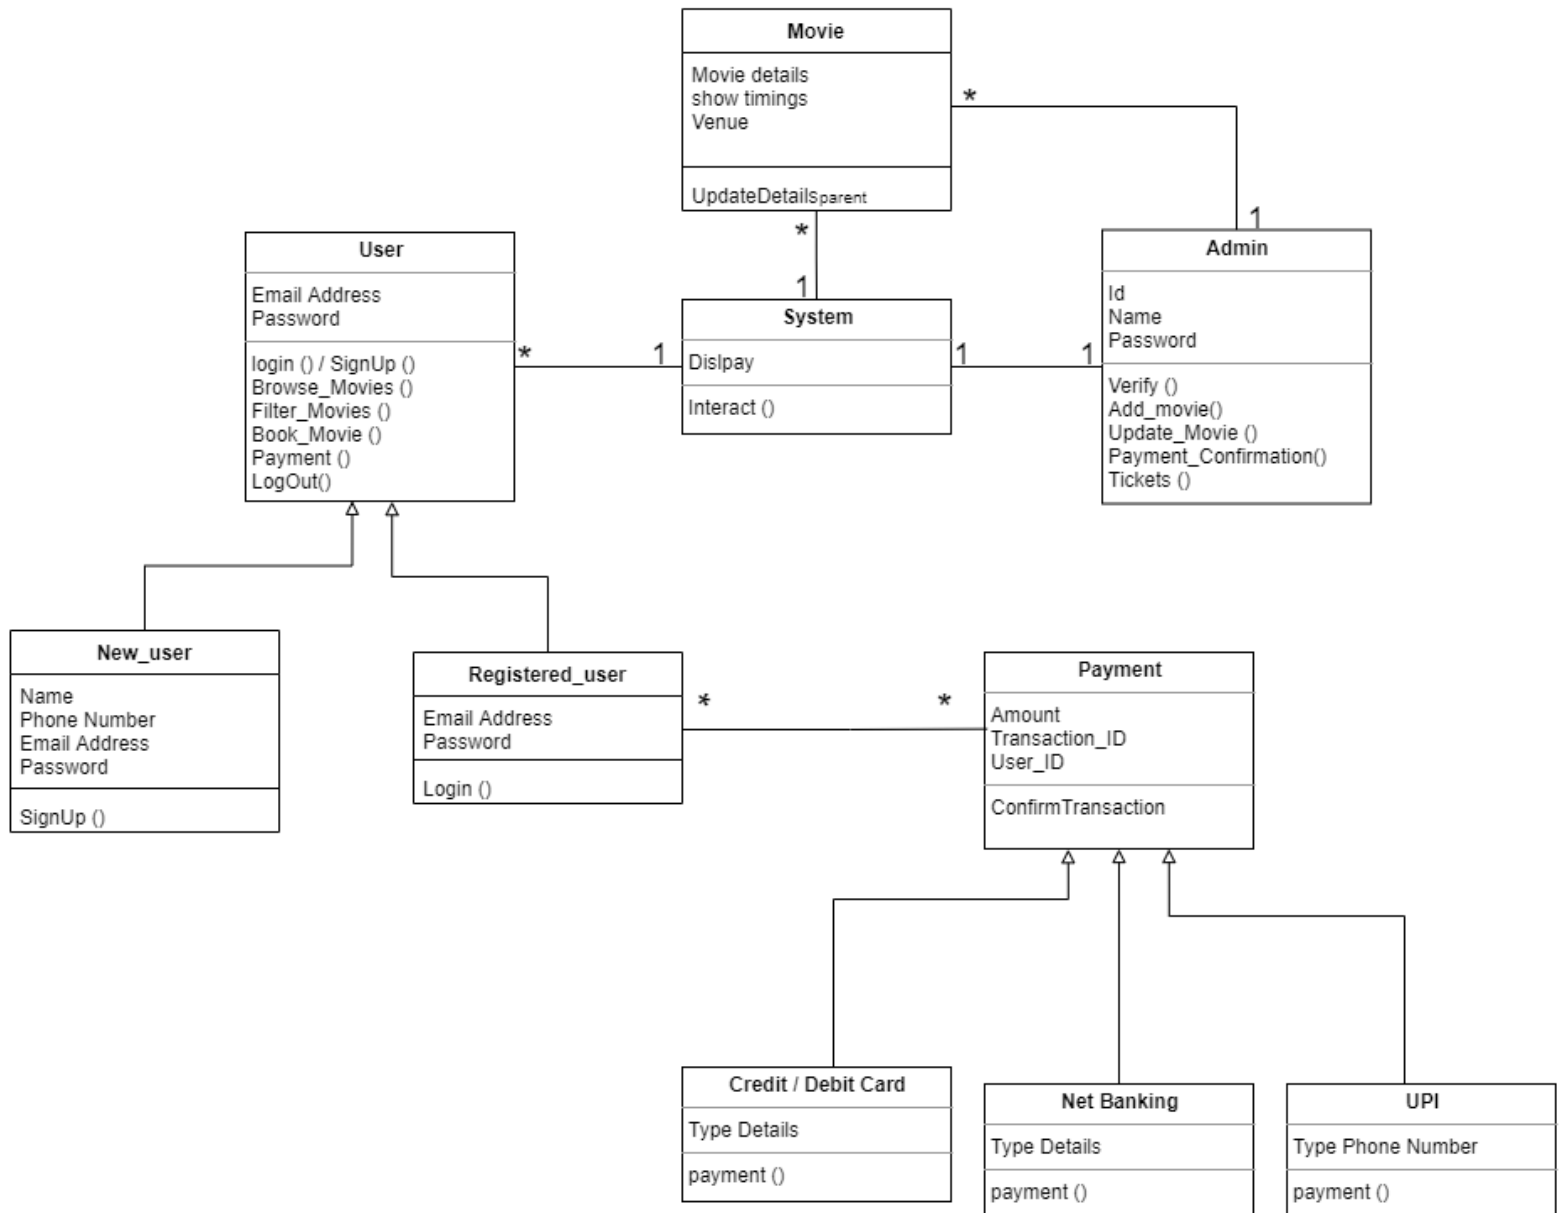 Movie
Movie details
show timings
Venue
UpdateDetailsparent
*
1
*
1
User
Email Address
Password
login () / SignUp ()
Browse_Movies ()
Filter_Movies ()
Book_Movie ()
Payment ()
LogOut()
*
1
System
Dislpay
Interact ()
1
1
Admin
Id
Name
Password
Verify ()
Add_movie()
Update_Movie ()
Payment_Confirmation()
Tickets ()
New_user
Name
Phone Number
Email Address
Password
SignUp ()
Registered_user
Email Address
Password
Login ()
*
*
Payment
Amount
Transaction_ID
User_ID
ConfirmTransaction
Credit / Debit Card
Type Details
payment ()
Net Banking
Type Details
payment ()
UPI
Type Phone Number
payment ()